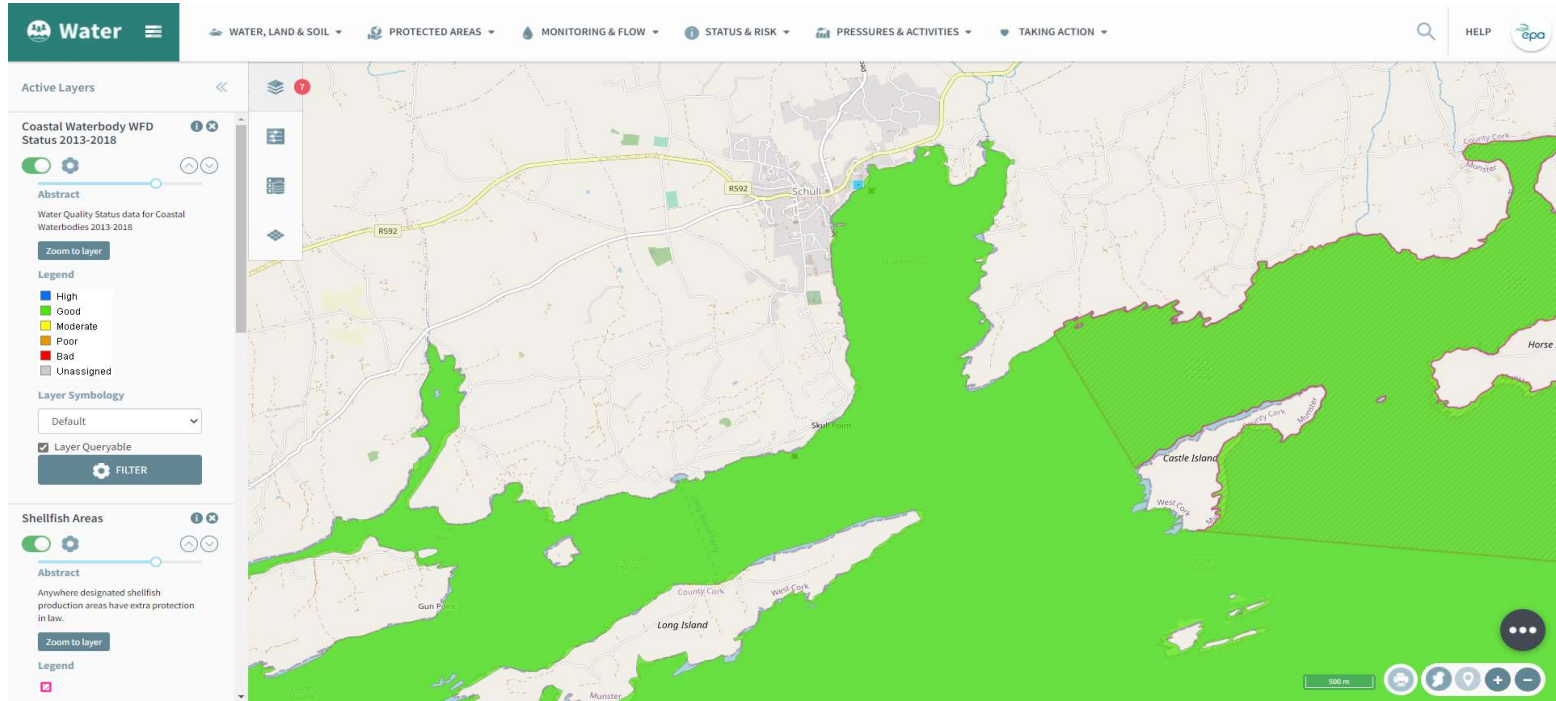 Water
WATER, LAND & SOIL
PROTECTED AREAS
MONITORING & FLOW
STATUS & RISK
PRESSURES & ACTIVITIES
TAKING ACTION
HELP
epa
Active Layers
7
Coastal Waterbody WFD
Status 2013-2018
Abstract
Water Quality Status data for Coastal
Waterbodies 2013-2018
Zoom to layer
Legend
High
Good
Moderate
Poor
Bad
Unassigned
Layer Symbology
Default
Layer Queryable
FILTER
Shellfish Areas
Abstract
Anywhere designated shellfish
production areas have extra protection
in law.
Zoom to layer
Legend
R592
R592
Schull
County Cork
Munster
Horse
Skull Point
County Cork
Munster
Castle Island
West Cork
Gun Point
County Cork
West Cork
Long Island
Munster
500 m